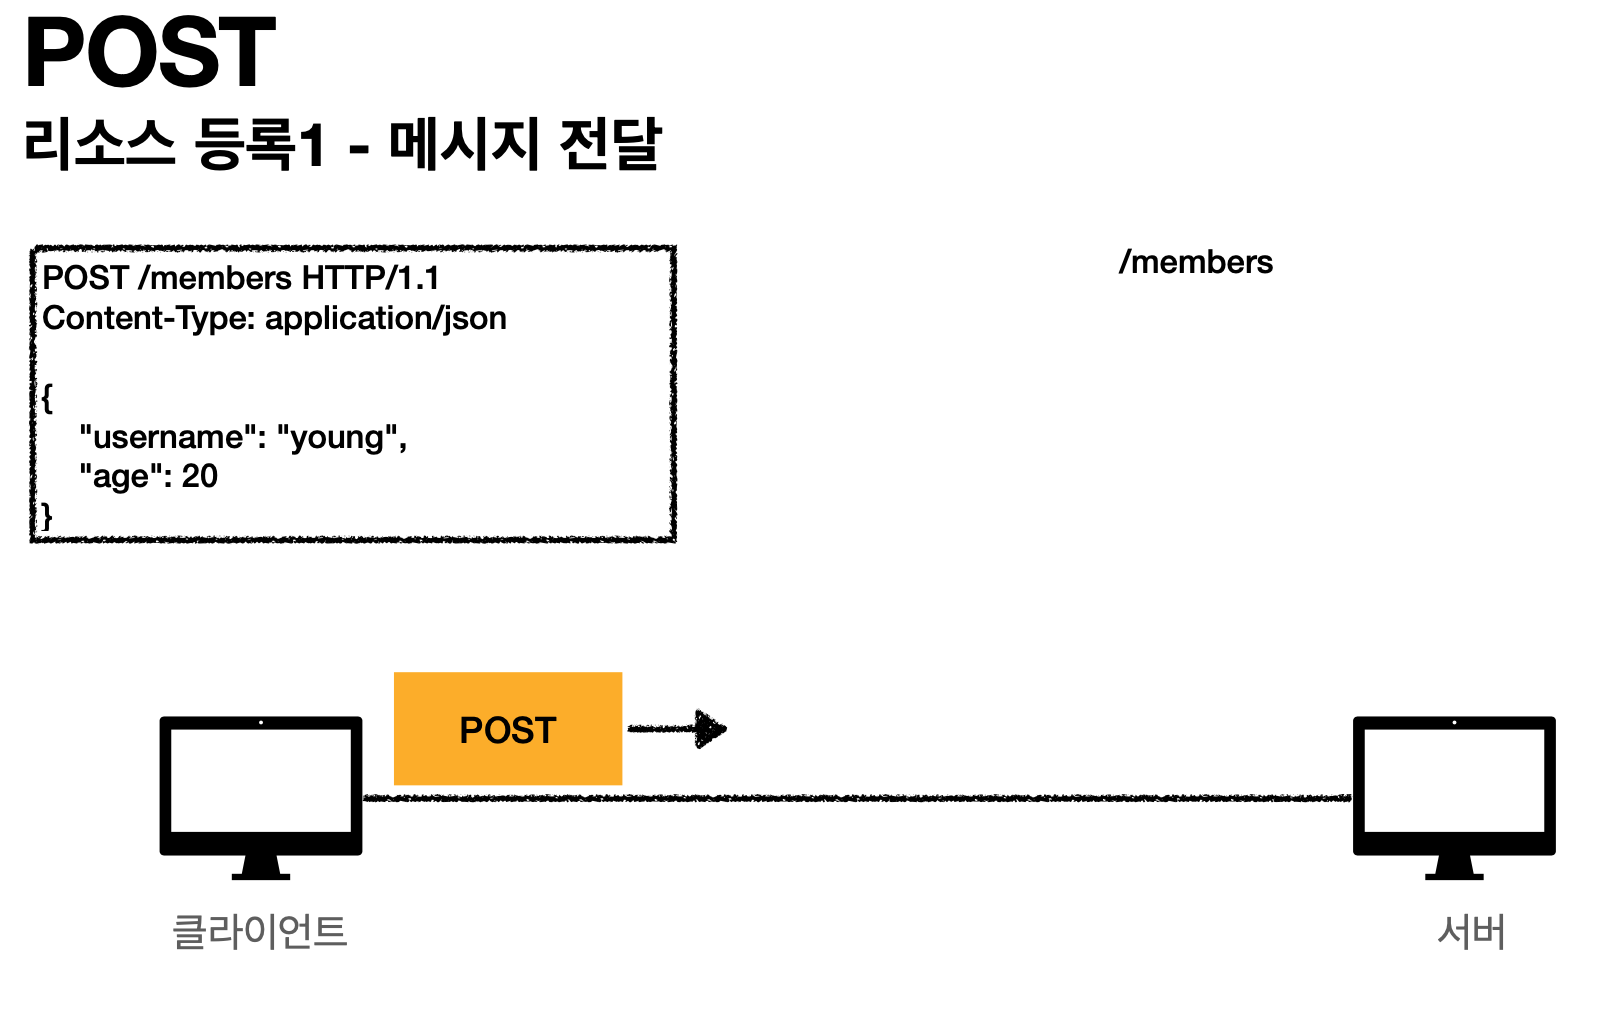 POST
리소스 등록1 - 메시지 전달
POST /members HTTP/1.1
Content-Type: application/json
{
"username": "young",
"age": 20
}
/members
POST
클라이언트
서버